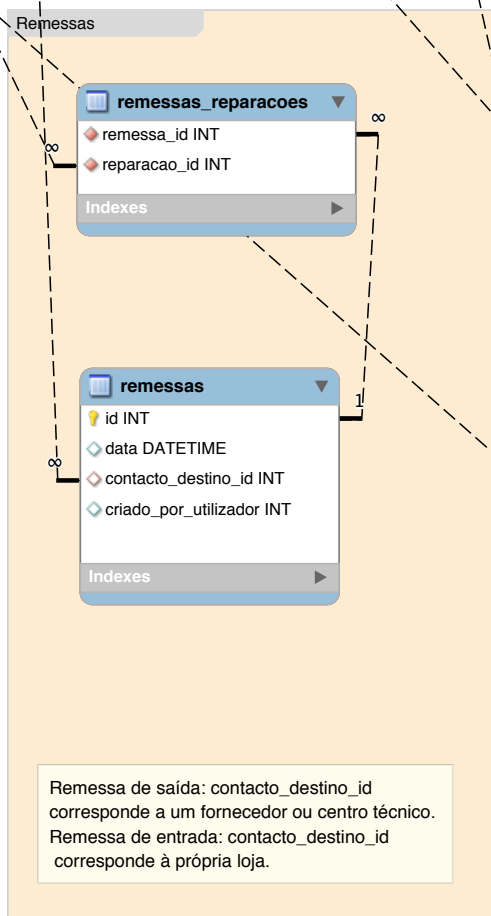 Remessas
remessas_reparacoes
∞
remessa_id INT
∞
reparacao_id INT
Indexes
remessas
1
id INT
data DATETIME
∞
contacto_destino_id INT
criado_por_utilizador INT
Indexes
Remessa de saída: contacto_destino_id
corresponde a um fornecedor ou centro técnico.
Remessa de entrada: contacto_destino_id
corresponde à própria loja.